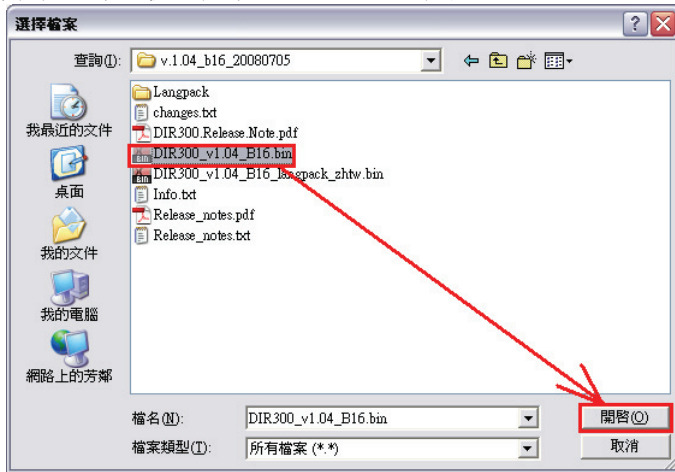 選擇檔案
查詢(I):
v.1.04_b16_20080705
我最近的文件
桌面
我的文件
我的電腦
網路上的芳鄰
Langpack
changes.txt
DIR300.Release.Note.pdf
DIR300_v1.04_B16.bin
DIR300_v1.04_B16_langpack_zhtw.bin
Info.txt
Release_notes.pdf
Release_notes.txt
檔名(N):
DIR300_v1.04_B16.bin
開啓(O)
檔案類型(T):
所有檔案 (*.*)
取消